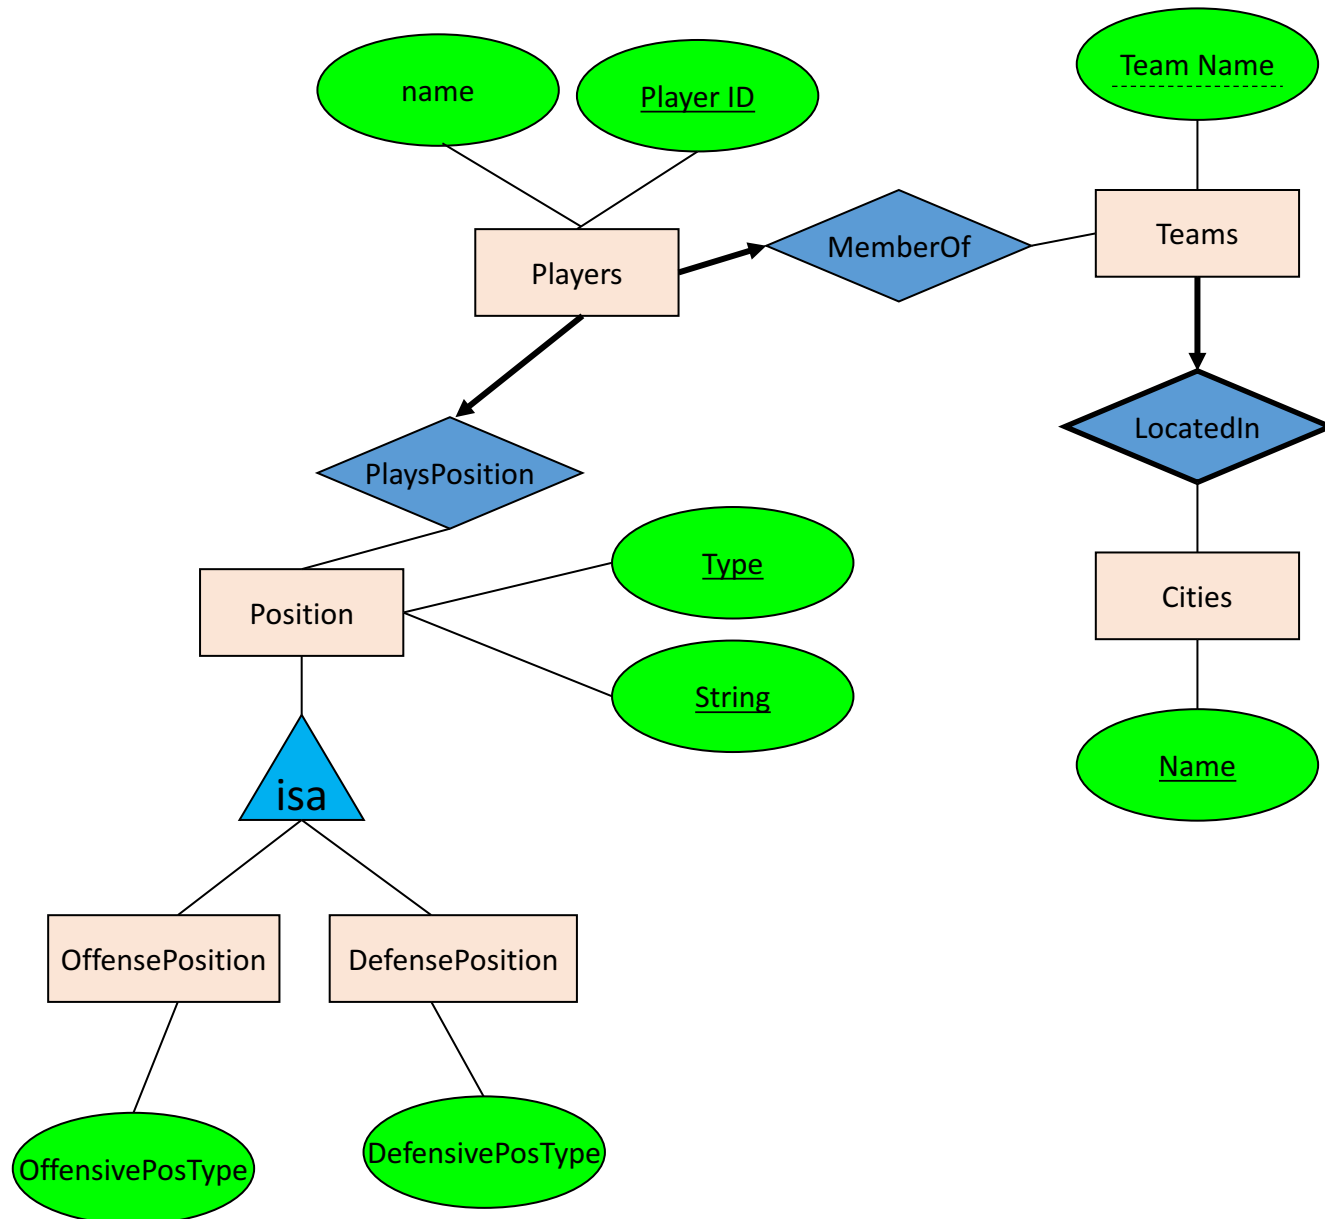 Team Name
name
Player ID
Teams
MemberOf
Players
LocatedIn
PlaysPosition
Type
Position
Cities
String
Name
isa
OffensePosition
DefensePosition
OffensivePosType
DefensivePosType